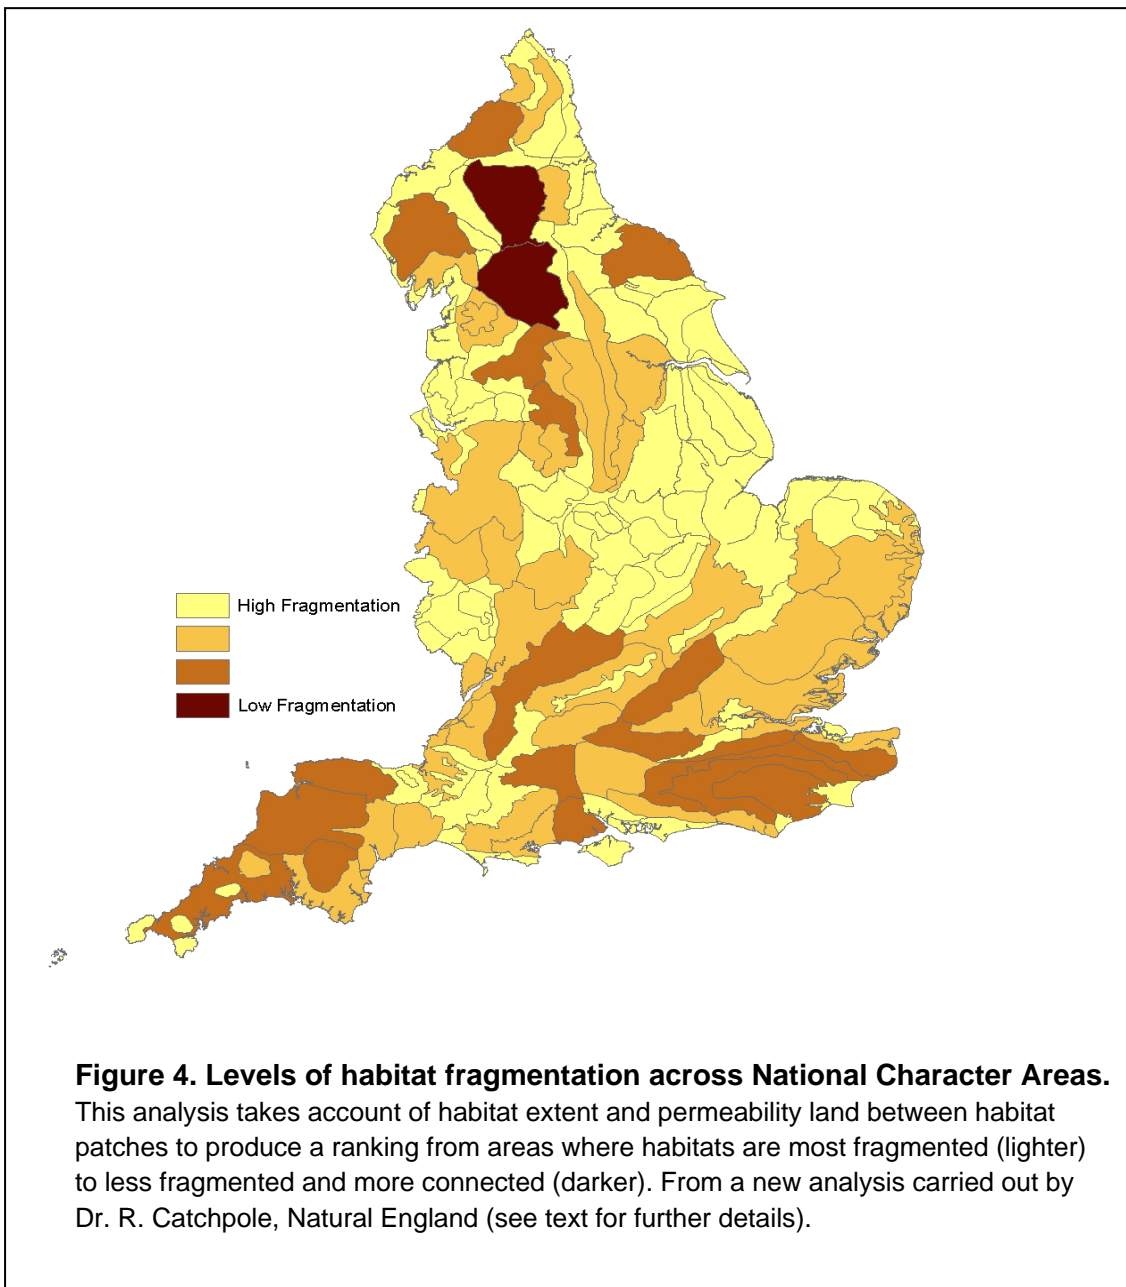 High Fragmentation
Low Fragmentation
Figure 4. Levels of habitat fragmentation across National Character Areas.
This analysis takes account of habitat extent and permeability land between habitat
patches to produce a ranking from areas where habitats are most fragmented (lighter)
to less fragmented and more connected (darker). From a new analysis carried out by
Dr. R. Catchpole, Natural England (see text for further details).